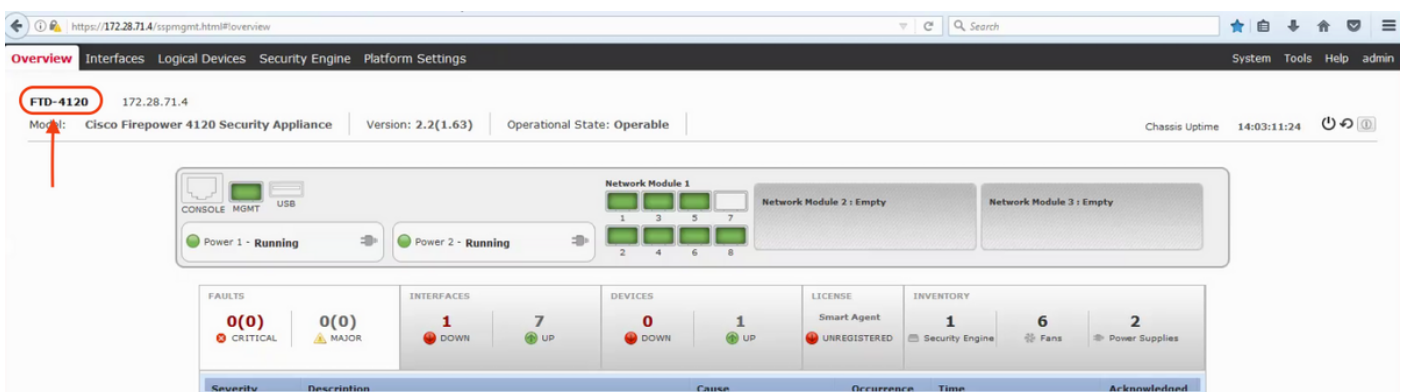 https://172.28.71.4/sspmgmt.html#!overview
Search
Overview Interfaces Logical Devices Security Engine Platform Settings
System Tools Help admin
FTD-4120 172.28.71.4
Model: Cisco Firepower 4120 Security Appliance Version: 2.2(1.63) Operational State: Operable
Chassis Uptime 14:03:11:24
CONSOLE MGMT USB
Network Module 1
1 3 5 7
2 4 6 8
Network Module 2 : Empty
Network Module 3 : Empty
Power 1 - Running
Power 2 - Running
FAULTS
0(0) 0(0)
CRITICAL MAJOR
INTERFACES
1 7
DOWN UP
DEVICES
0 1
DOWN UP
LICENSE
Smart Agent
UNREGISTERED
INVENTORY
1 6 2
Security Engine Fans Power Supplies
Severity Description Cause Occurrence Time Acknowledged